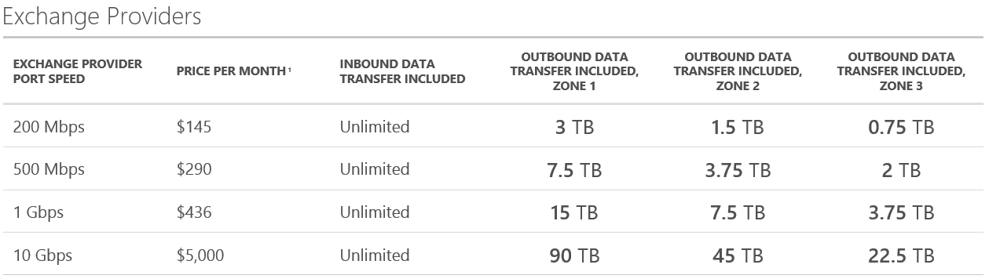 Exchange Providers
EXCHANGE PROVIDER
PORT SPEED
PRICE PER MONTH¹
INBOUND DATA
TRANSFER INCLUDED
OUTBOUND DATA
TRANSFER INCLUDED,
ZONE 1
OUTBOUND DATA
TRANSFER INCLUDED,
ZONE 2
OUTBOUND DATA
TRANSFER INCLUDED,
ZONE 3
200 Mbps $145 Unlimited 3 TB 1.5 TB 0.75 TB
500 Mbps $290 Unlimited 7.5 TB 3.75 TB 2 TB
1 Gbps $436 Unlimited 15 TB 7.5 TB 3.75 TB
10 Gbps $5,000 Unlimited 90 TB 45 TB 22.5 TB